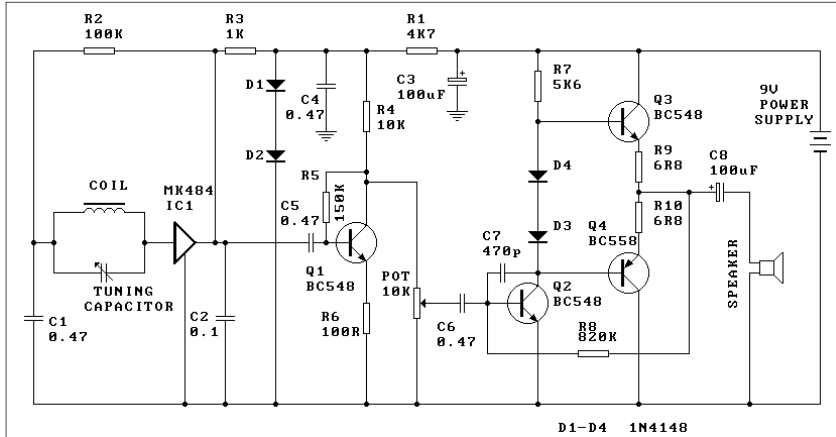 R2
100K
R3
1K
R1
4K7
D1
C4
0.47
C3
100uF
+
R4
10K
R7
5K6
Q3
BC548
9V
POWER
SUPPLY
D2
R5
150K
COIL
MK484
IC1
C5
0.47
D4
R9
6R8
C8
100uF
+
D3
R10
6R8
Q4
BC558
C7
470p
TUNING
CAPACITOR
Q1
BC548
POT
10K
Q2
BC548
SPEAKER
C1
0.47
C2
0.1
R6
100R
C6
0.47
R8
820K
D1-D4 1N4148